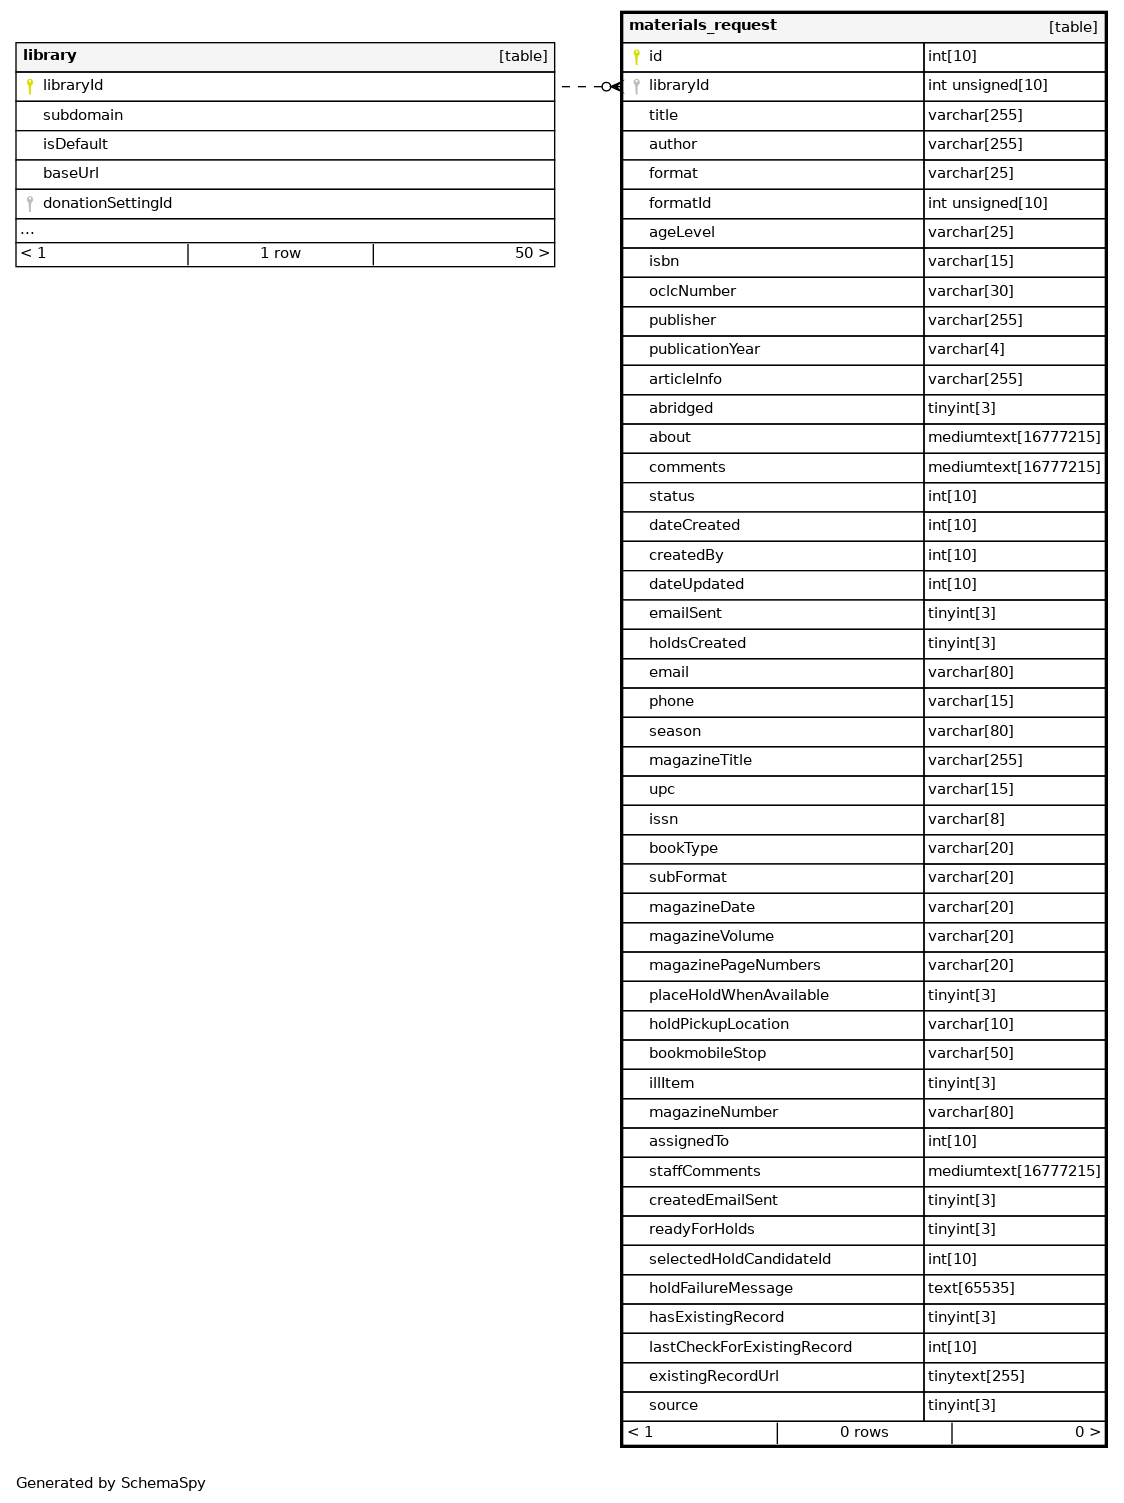 library [table]
libraryId
subdomain
isDefault
baseUrl
donationSettingId
...
< 1 1 row 50 >
materials_request [table]
id int[10]
libraryId int unsigned[10]
title varchar[255]
author varchar[255]
format varchar[25]
formatId int unsigned[10]
ageLevel varchar[25]
isbn varchar[15]
oclcNumber varchar[30]
publisher varchar[255]
publicationYear varchar[4]
articleInfo varchar[255]
abridged tinyint[3]
about mediumtext[16777215]
comments mediumtext[16777215]
status int[10]
dateCreated int[10]
createdBy int[10]
dateUpdated int[10]
emailSent tinyint[3]
holdsCreated tinyint[3]
email varchar[80]
phone varchar[15]
season varchar[80]
magazineTitle varchar[255]
upc varchar[15]
issn varchar[8]
bookType varchar[20]
subFormat varchar[20]
magazineDate varchar[20]
magazineVolume varchar[20]
magazinePageNumbers varchar[20]
placeHoldWhenAvailable tinyint[3]
holdPickupLocation varchar[10]
bookmobileStop varchar[50]
illItem tinyint[3]
magazineNumber varchar[80]
assignedTo int[10]
staffComments mediumtext[16777215]
createdEmailSent tinyint[3]
readyForHolds tinyint[3]
selectedHoldCandidateId int[10]
holdFailureMessage text[65535]
hasExistingRecord tinyint[3]
lastCheckForExistingRecord int[10]
existingRecordUrl tinytext[255]
source tinyint[3]
< 1 0 rows 0 >
Generated by SchemaSpy